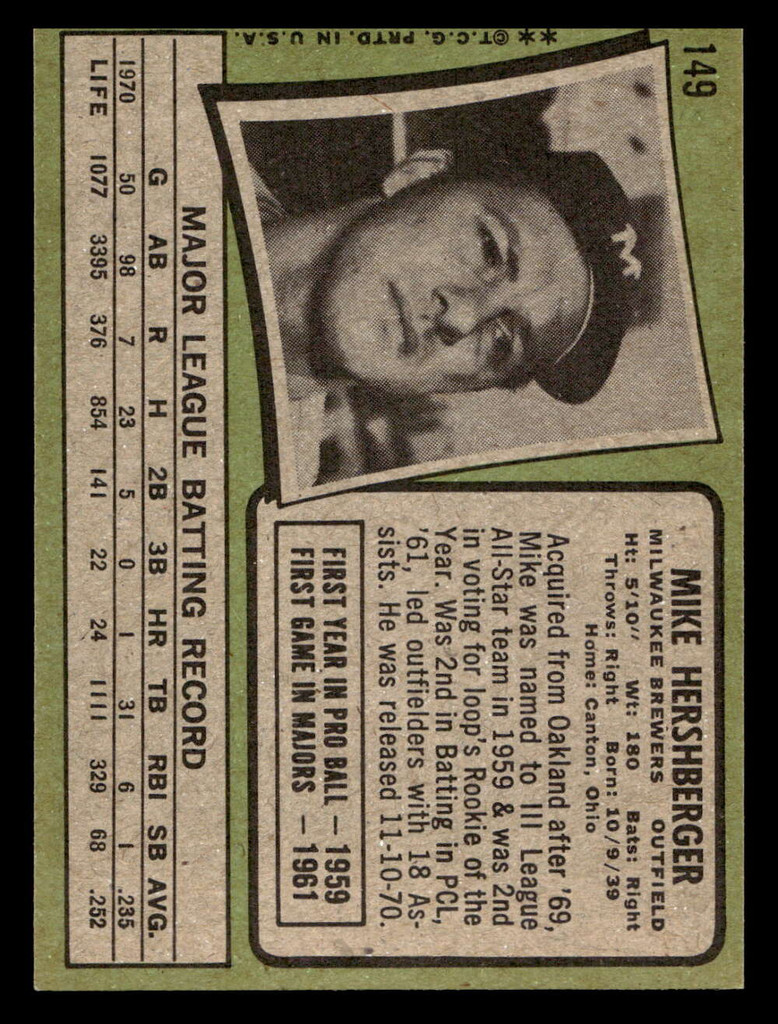 149
MIKE HERSHBERGER
MILWAUKEE BREWERS OUTFIELD
Ht: 5'10" Wt: 180 Bats: Right
Throws: Right Born: 10/9/39
Home: Canton, Ohio
Acquired from Oakland after '69,
Mike was named to III League
All-Star team in 1959 & was 2nd
in voting for loop's Rookie of the
Year. Was 2nd in Batting in PCL,
'61, led outfielders with 18 As-
sists. He was released 11-10-70.
FIRST YEAR IN PRO BALL — 1959
FIRST GAME IN MAJORS — 1961
M
MAJOR LEAGUE BATTING RECORD
G AB R H 2B 3B HR TB RBI SB AVG.
1970 50 98 7 23 5 0 1 31 6 1 .235
LIFE 1077 3395 376 854 141 22 24 1111 329 68 .252
**©T.C.G. PRTD. IN U.S.A.